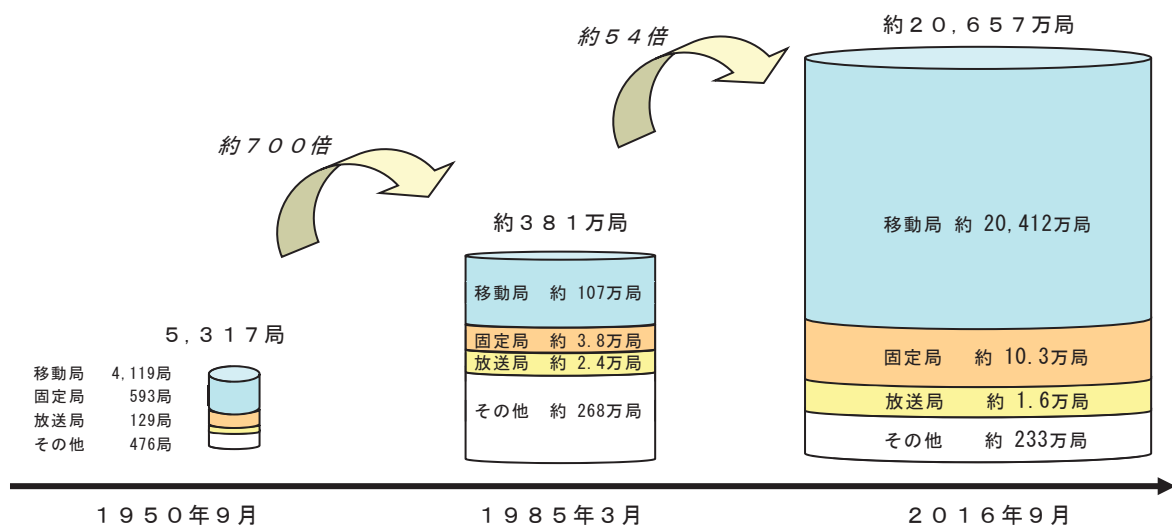 約２０,６５７万局
約５４倍
約７００倍
移動局 約 20,412万局
約３８１万局
移動局 約 107万局
５,３１７局
固定局 約 3.8万局
放送局 約 2.4万局
固定局 約 10.3万局
移動局 4,119局
固定局 593局
放送局 129局
その他 476局
その他 約 268万局
放送局 約 1.6万局
その他 約 233万局
１９５０年９月
１９８５年３月
２０１６年９月